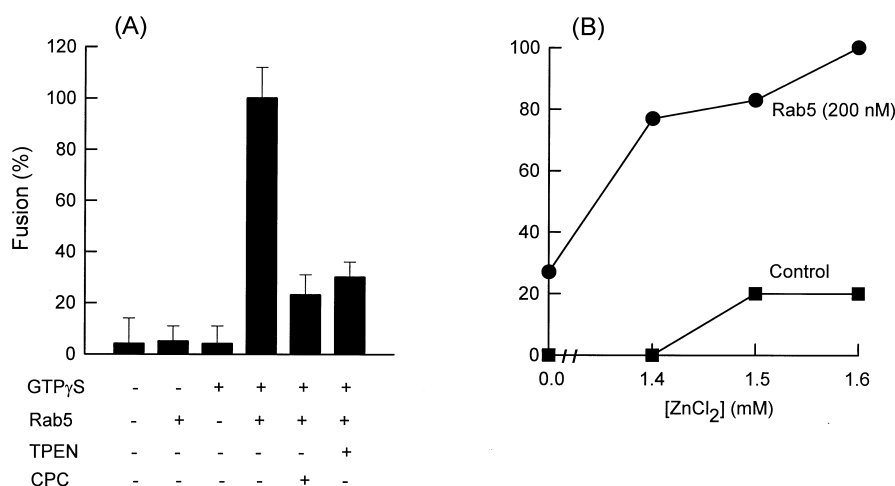 (A)
120
100
80
60
40
20
0
Fusion (%)
GTPγS - - + + + +
Rab5 - + - + + +
TPEN - - - - - +
CPC - - - - + -
(B)
100
80
60
40
20
0
Rab5 (200 nM)
Control
0.0 1.4 1.5 1.6
[ZnCl2] (mM)